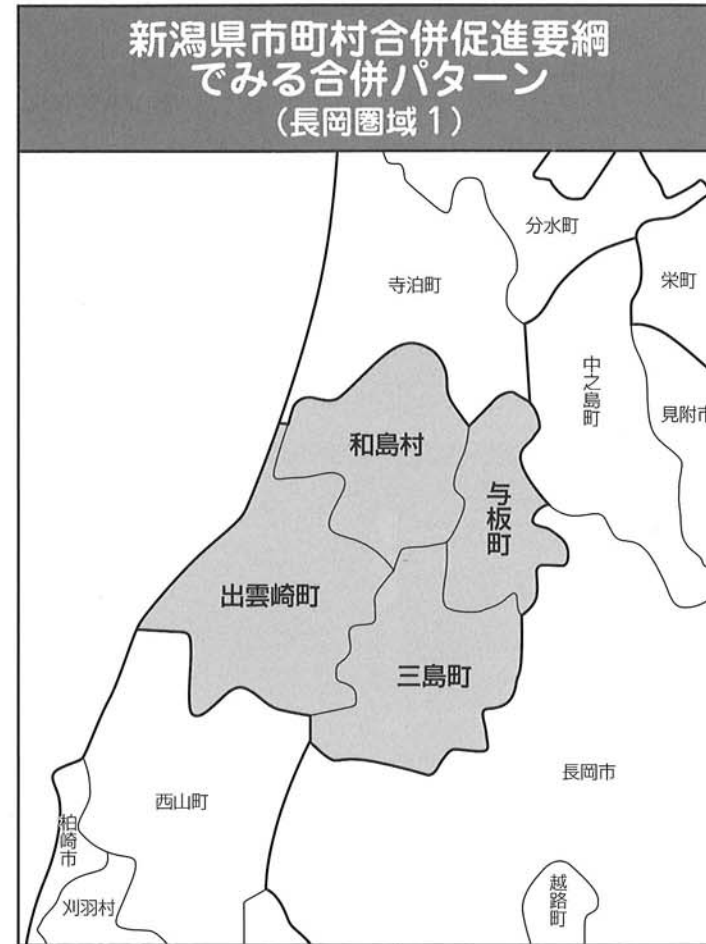 新潟県市町村合併促進要綱
でみる合併パターン
(長岡圏域1)
分水町
寺泊町
栄町
中之島町
見附市
和島村
与板町
出雲崎町
三島町
長岡市
西山町
柏崎市
刈羽村
越路町